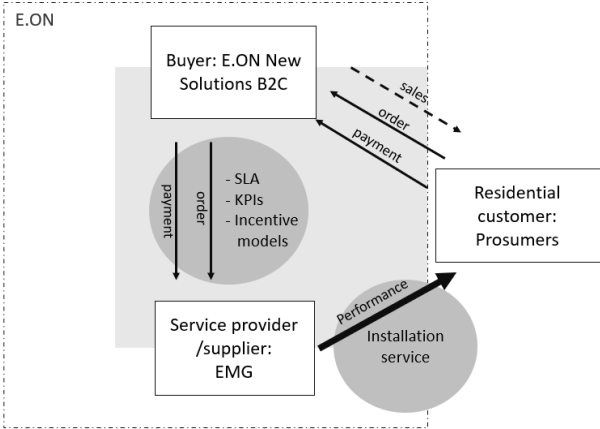 E.ON
Buyer: E.ON New
Solutions B2C
sales
order
payment
payment
order
- SLA
- KPIs
- Incentive
models
Residential
customer:
Prosumers
Service provider
/supplier:
EMG
Performance
Installation
service